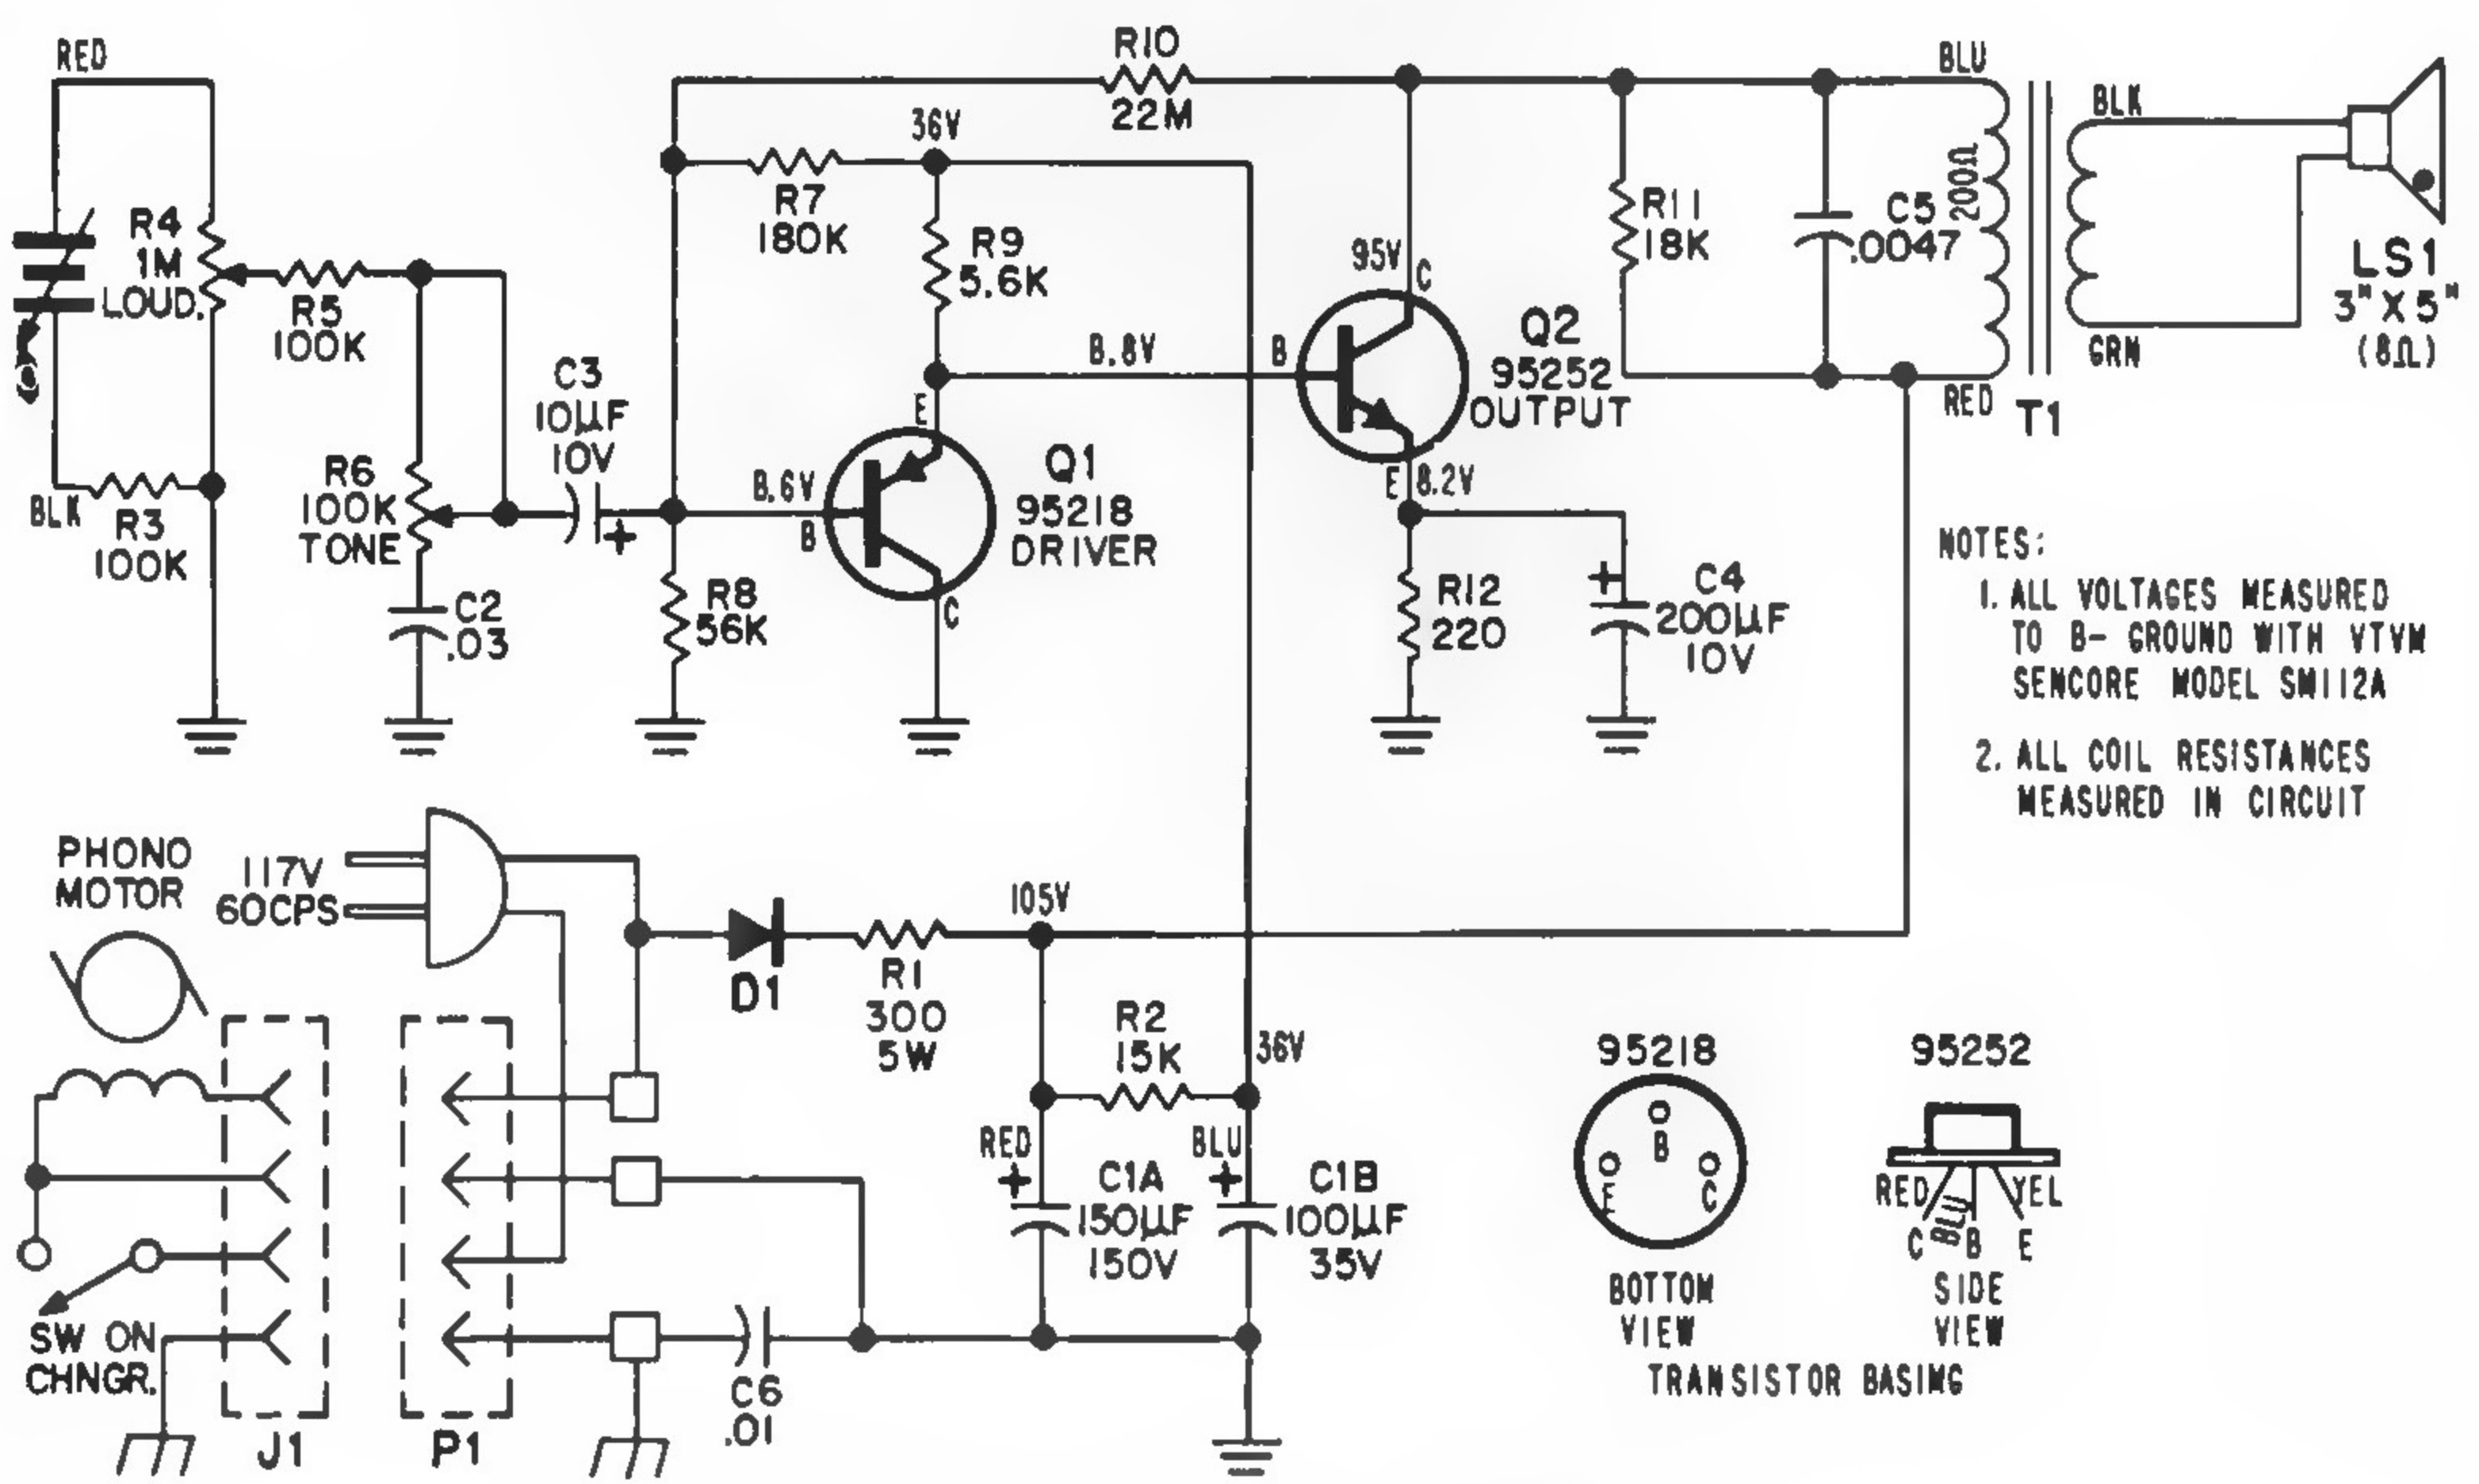 RED
R4
1M
LOUD.
R5
100K
BLK
R3
100K
R6
100K
TONE
C2
.03
C3
10µF
10V
+
R10
22M
36V
R7
180K
R9
5.6K
8.6V
B
E
C
Q1
95218
DRIVER
R8
56K
8.8V
95V
C
B
E
8.2V
Q2
95252
OUTPUT
R11
18K
C5
.0047
200Ω
BLU
RED
T1
BLK
GRN
LS1
3" X 5"
(8Ω)
R12
220
+
C4
200µF
10V
NOTES:
1. ALL VOLTAGES MEASURED
TO B- GROUND WITH VTVM
SENCORE MODEL SM112A
2. ALL COIL RESISTANCES
MEASURED IN CIRCUIT
PHONO
MOTOR
117V
60CPS
D1
R1
300
5W
105V
R2
15K
36V
RED
+
C1A
150µF
150V
BLU
+
C1B
100µF
35V
SW ON
CHNGR.
J1
P1
C6
.01
95218
B
E
C
BOTTOM
VIEW
95252
RED
BLU
YEL
C
B
E
SIDE
VIEW
TRANSISTOR BASING